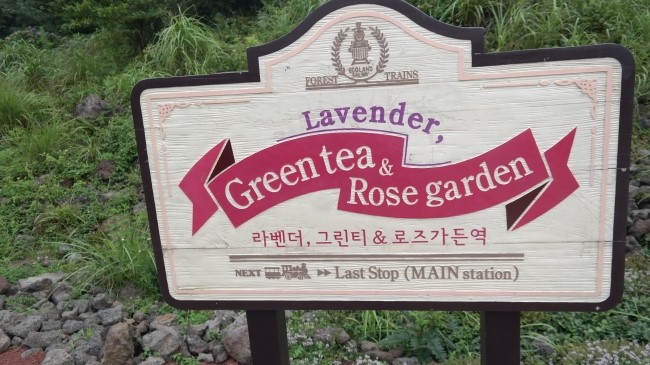 ECOLAND
FOREST TRAINS
Lavender,
Green tea &
Rose garden
라벤더, 그린티 & 로즈가든역
NEXT Last Stop (MAIN station)